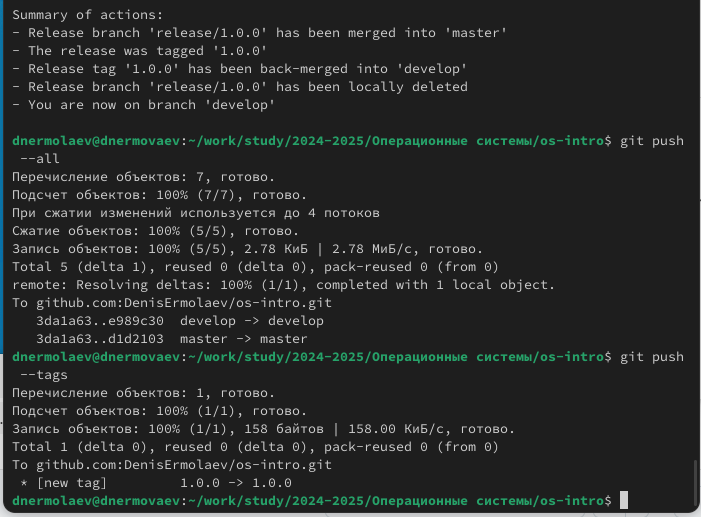 Summary of actions:
- Release branch 'release/1.0.0' has been merged into 'master'
- The release was tagged '1.0.0'
- Release tag '1.0.0' has been back-merged into 'develop'
- Release branch 'release/1.0.0' has been locally deleted
- You are now on branch 'develop'
dnermolaev@dnermovaev:~/work/study/2024-2025/Операционные системы/os-intro$ git push
--all
Перечисление объектов: 7, готово.
Подсчет объектов: 100% (7/7), готово.
При сжатии изменений используется до 4 потоков
Сжатие объектов: 100% (5/5), готово.
Запись объектов: 100% (5/5), 2.78 КиБ | 2.78 МиБ/с, готово.
Total 5 (delta 1), reused 0 (delta 0), pack-reused 0 (from 0)
remote: Resolving deltas: 100% (1/1), completed with 1 local object.
To github.com:DenisErmolaev/os-intro.git
3da1a63..e989c30  develop -> develop
3da1a63..d1d2103  master -> master
dnermolaev@dnermovaev:~/work/study/2024-2025/Операционные системы/os-intro$ git push
--tags
Перечисление объектов: 1, готово.
Подсчет объектов: 100% (1/1), готово.
Запись объектов: 100% (1/1), 158 байтов | 158.00 КиБ/с, готово.
Total 1 (delta 0), reused 0 (delta 0), pack-reused 0 (from 0)
To github.com:DenisErmolaev/os-intro.git
* [new tag]         1.0.0 -> 1.0.0
dnermolaev@dnermovaev:~/work/study/2024-2025/Операционные системы/os-intro$